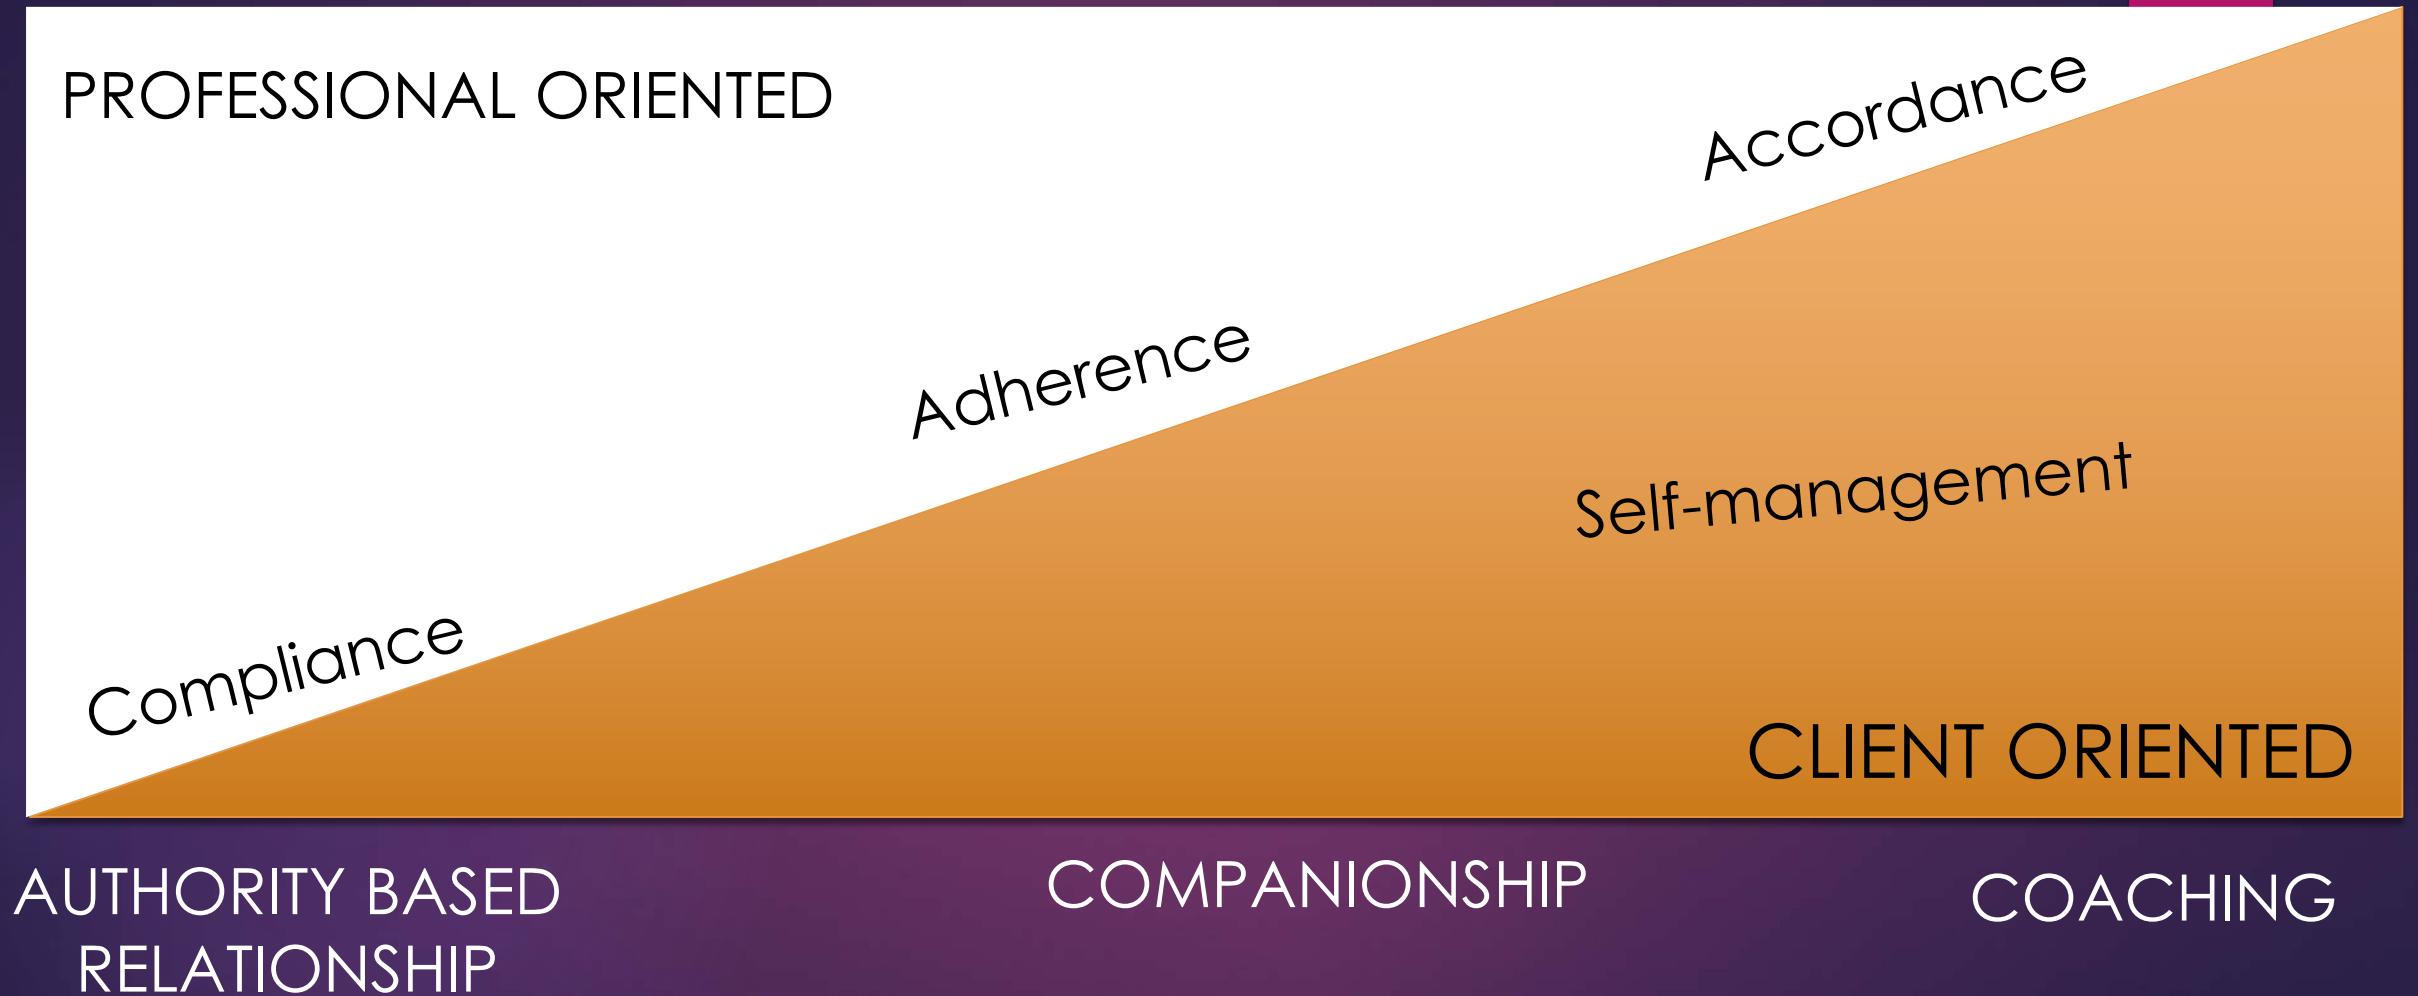 PROFESSIONAL ORIENTED
Accordance
Adherence
Self-management
Compliance
CLIENT ORIENTED
AUTHORITY BASED
RELATIONSHIP
COMPANIONSHIP
COACHING